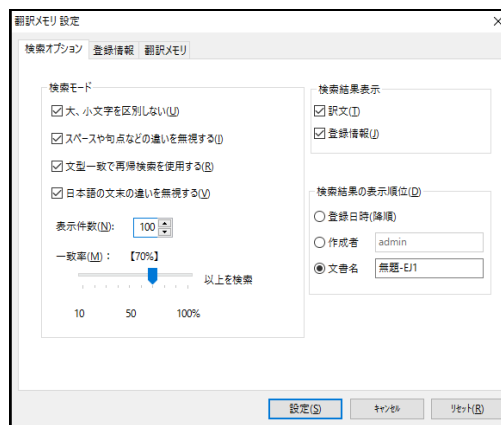 翻訳メモリ 設定
検索オプション 登録情報 翻訳メモリ
検索モード
大、小文字を区別しない(U)
スペースや句点などの違いを無視する(I)
文型一致で再帰検索を使用する(R)
日本語の文末の違いを無視する(V)
表示件数(N): 100
一致率(M)： 【70%】
以上を検索
10 50 100%
検索結果表示
訳文(T)
登録情報(J)
検索結果の表示順位(D)
登録日時(降順)
作成者 admin
文書名 無題-EJ1
設定(S) キャンセル リセット(R)